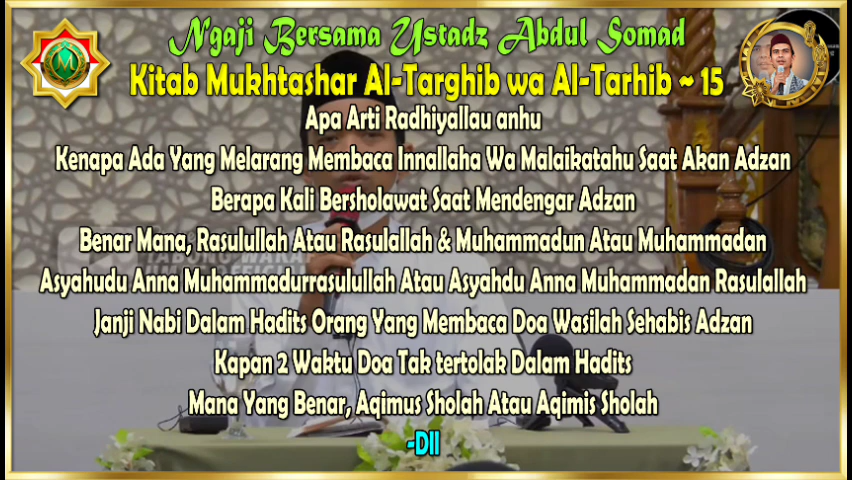 Ngaji Bersama Ustadz Abdul Somad
Kitab Mukhtashar Al-Targhib wa Al-Tarhib ~ 15
Apa Arti Radhiyallau anhu
Kenapa Ada Yang Melarang Membaca Innallaha Wa Malaikatahu Saat Akan Adzan
Berapa Kali Bersholawat Saat Mendengar Adzan
Benar Mana, Rasulullah Atau Rasulallah & Muhammadun Atau Muhammadan
Asyahudu Anna Muhammadurrasulullah Atau Asyahdu Anna Muhammadan Rasulallah
Janji Nabi Dalam Hadits Orang Yang Membaca Doa Wasilah Sehabis Adzan
Kapan 2 Waktu Doa Tak tertolak Dalam Hadits
Mana Yang Benar, Aqimus Sholah Atau Aqimis Sholah
-Dll